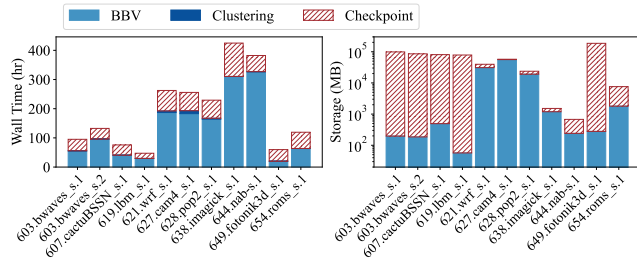 BBV Clustering Checkpoint
Wall Time (hr)
400
300
200
100
0
603.bwaves_s.1
603.bwaves_s.2
607.cactuBSSN_s.1
619.lbm_s.1
621.wrf_s.1
627.cam4_s.1
628.pop2_s.1
638.imagick_s.1
644.nab-s.1
649.fotonik3d_s.1
654.roms_s.1
Storage (MB)
10^5
10^4
10^3
10^2
603.bwaves_s.1
603.bwaves_s.2
607.cactuBSSN_s.1
619.lbm_s.1
621.wrf_s.1
627.cam4_s.1
628.pop2_s.1
638.imagick_s.1
644.nab-s.1
649.fotonik3d_s.1
654.roms_s.1